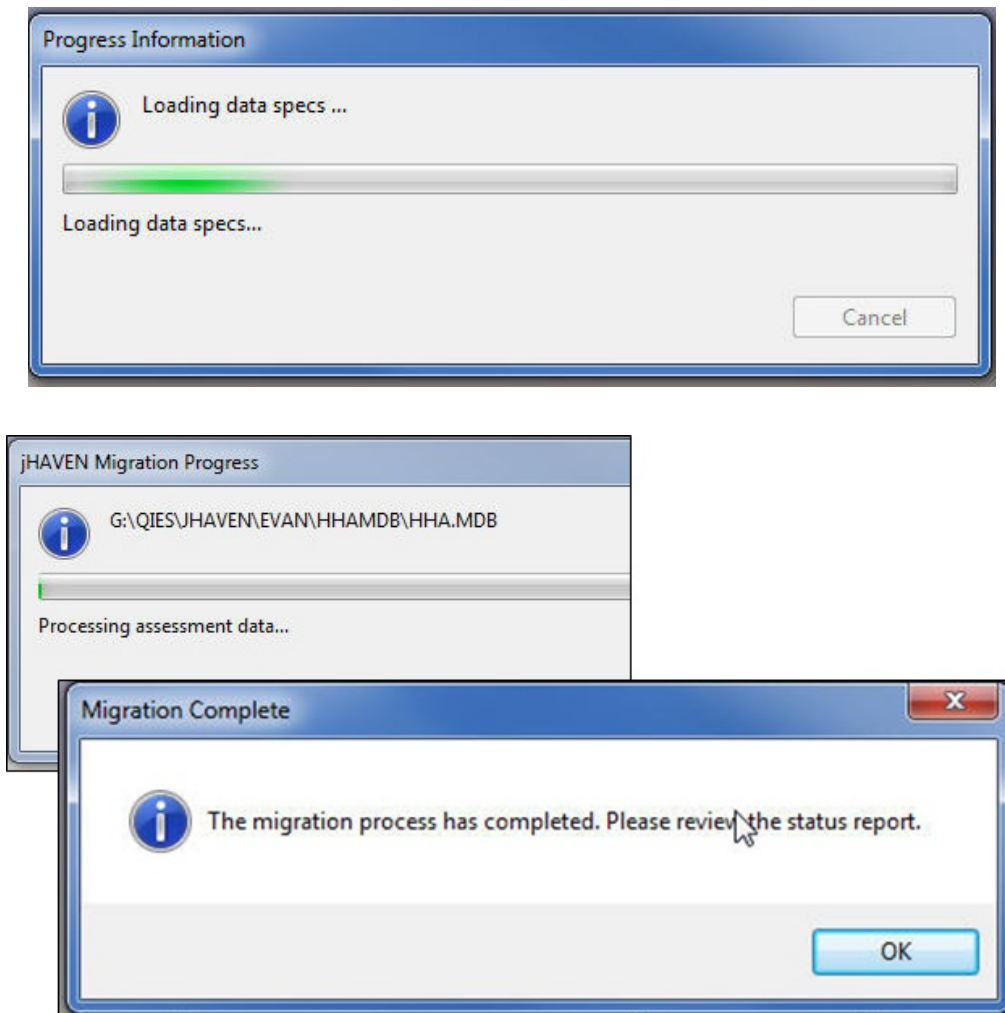 Progress Information
Loading data specs ...
Loading data specs...
Cancel
jHAVEN Migration Progress
G:\QIES\JHAVEN\EVAN\HHAMDB\HHA.MDB
Processing assessment data...
Migration Complete
The migration process has completed. Please review the status report.
OK